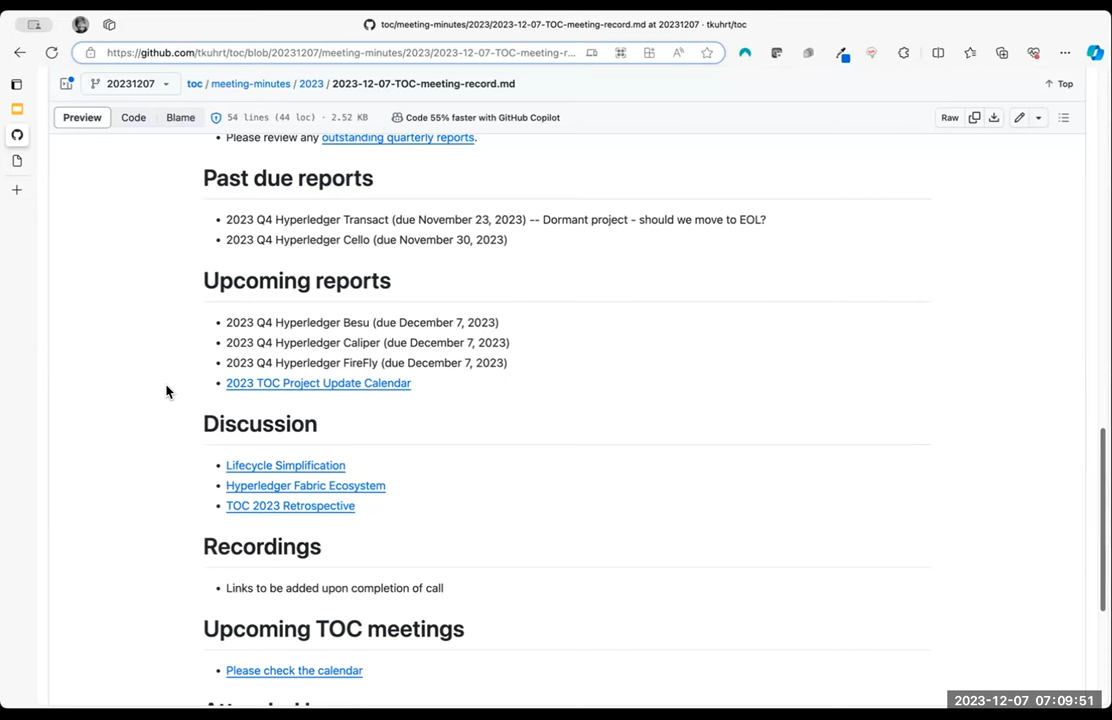 toc/meeting-minutes/2023/2023-12-07-TOC-meeting-record.md at 20231207 · tkuhrt/toc
https://github.com/tkuhrt/toc/blob/20231207/meeting-minutes/2023/2023-12-07-TOC-meeting-r...
20231207
toc / meeting-minutes / 2023 / 2023-12-07-TOC-meeting-record.md
Top
Preview Code Blame
54 lines (44 loc) · 2.52 KB
Code 55% faster with GitHub Copilot
Raw
• Please review any outstanding quarterly reports.
Past due reports
• 2023 Q4 Hyperledger Transact (due November 23, 2023) -- Dormant project - should we move to EOL?
• 2023 Q4 Hyperledger Cello (due November 30, 2023)
Upcoming reports
• 2023 Q4 Hyperledger Besu (due December 7, 2023)
• 2023 Q4 Hyperledger Caliper (due December 7, 2023)
• 2023 Q4 Hyperledger FireFly (due December 7, 2023)
• 2023 TOC Project Update Calendar
Discussion
• Lifecycle Simplification
• Hyperledger Fabric Ecosystem
• TOC 2023 Retrospective
Recordings
• Links to be added upon completion of call
Upcoming TOC meetings
• Please check the calendar
2023-12-07 07:09:51